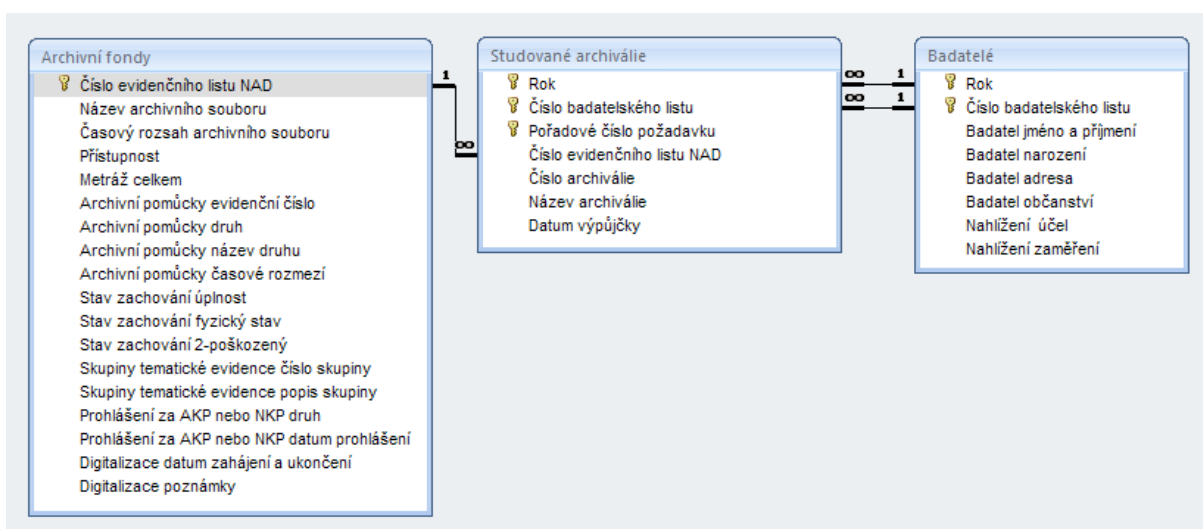 Archivní fondy
Číslo evidenčního listu NAD
Název archivního souboru
Časový rozsah archivního souboru
Přístupnost
Metráž celkem
Archivní pomůcky evidenční číslo
Archivní pomůcky druh
Archivní pomůcky název druhu
Archivní pomůcky časové rozmezí
Stav zachování úplnost
Stav zachování fyzický stav
Stav zachování 2-poškozený
Skupiny tematické evidence číslo skupiny
Skupiny tematické evidence popis skupiny
Prohlášení za AKP nebo NKP druh
Prohlášení za AKP nebo NKP datum prohlášení
Digitalizace datum zahájení a ukončení
Digitalizace poznámky
1
∞
Studované archiválie
Rok
Číslo badatelského listu
Pořadové číslo požadavku
Číslo evidenčního listu NAD
Číslo archiválie
Název archiválie
Datum výpůjčky
∞ 1
∞ 1
Badatelé
Rok
Číslo badatelského listu
Badatel jméno a příjmení
Badatel narození
Badatel adresa
Badatel občanství
Nahlížení účel
Nahlížení zaměření